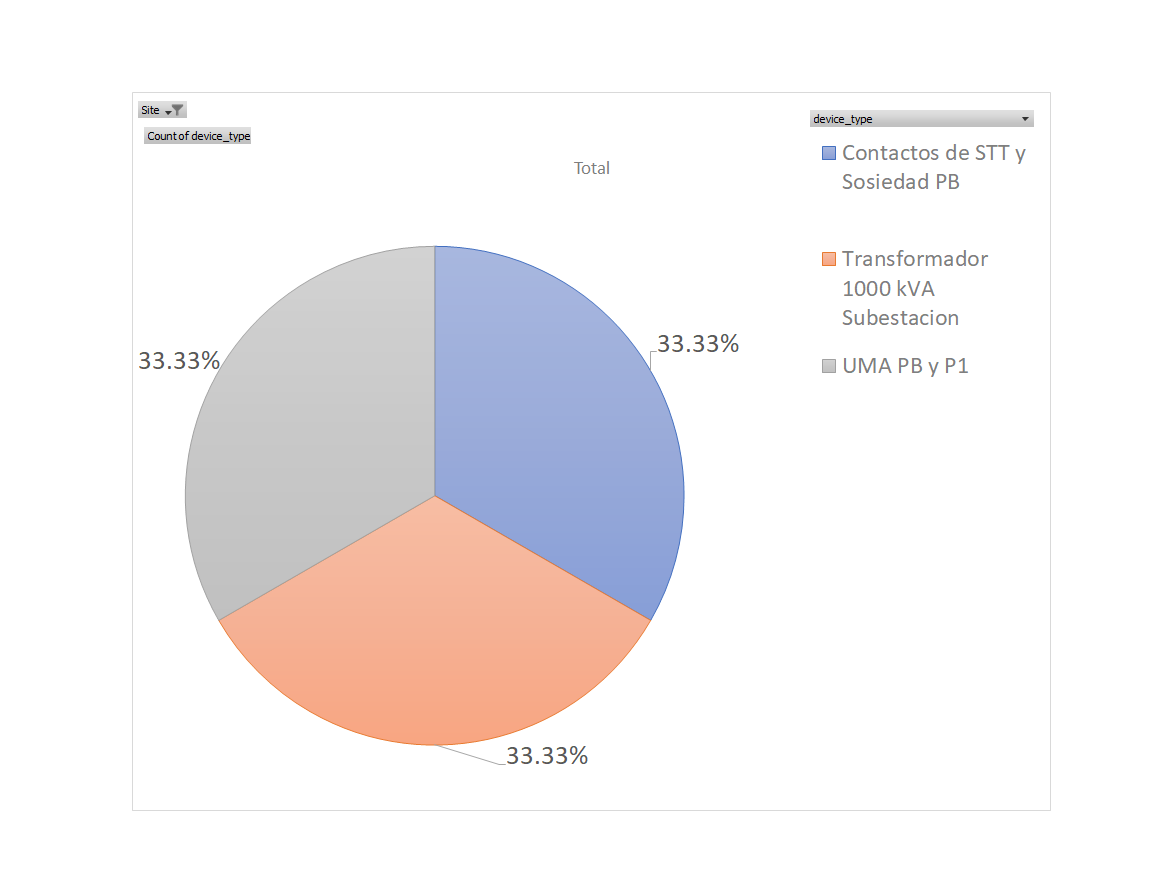 Site
Count of device_type
device_type
Total
Contactos de STT y
Sosiedad PB
Transformador
1000 kVA
Subestacion
UMA PB y P1
33.33%
33.33%
33.33%